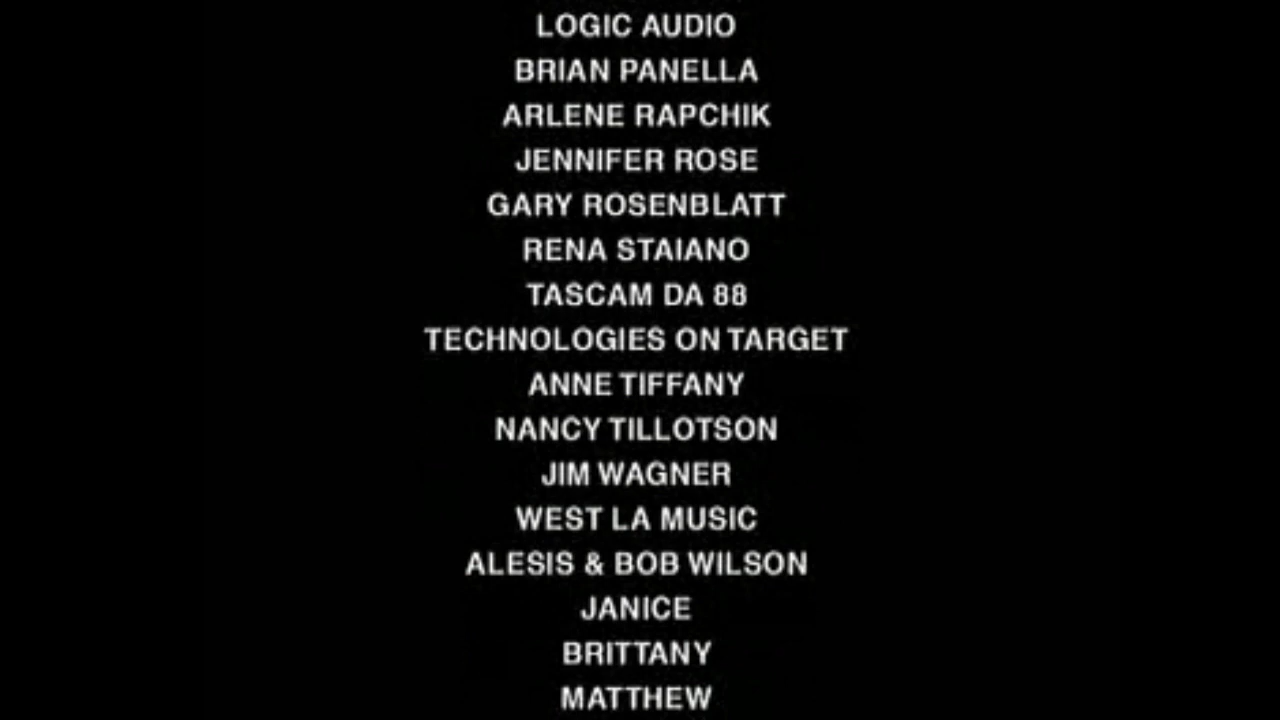 LOGIC AUDIO
BRIAN PANELLA
ARLENE RAPCHIK
JENNIFER ROSE
GARY ROSENBLATT
RENA STAIANO
TASCAM DA 88
TECHNOLOGIES ON TARGET
ANNE TIFFANY
NANCY TILLOTSON
JIM WAGNER
WEST LA MUSIC
ALESIS & BOB WILSON
JANICE
BRITTANY
MATTHEW